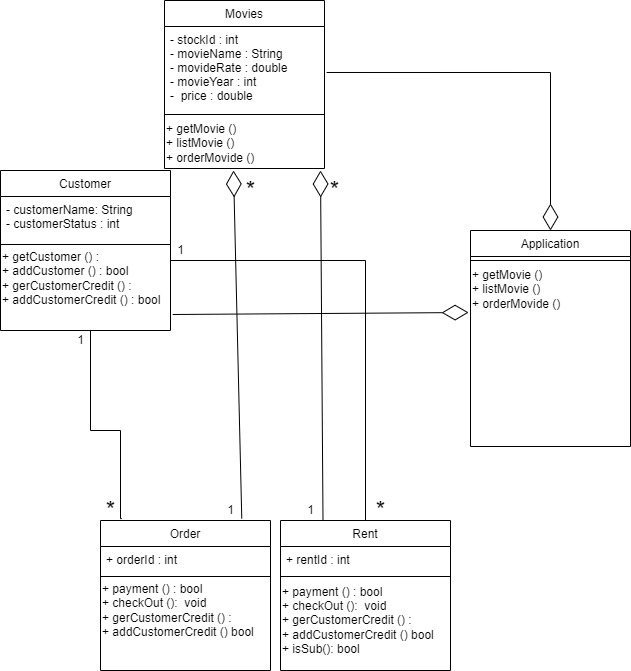 Movies
- stockId : int
- movieName : String
- movideRate : double
- movieYear : int
- price : double
+ getMovie ()
+ listMovie ()
+ orderMovide ()
*
*
Customer
- customerName: String
- customerStatus : int
+ getCustomer () :
+ addCustomer () : bool
+ gerCustomerCredit () :
+ addCustomerCredit () : bool
1
1
Application
+ getMovie ()
+ listMovie ()
+ orderMovide ()
*
1
1
*
Order
+ orderId : int
+ payment () : bool
+ checkOut (): void
+ gerCustomerCredit () :
+ addCustomerCredit () bool
Rent
+ rentId : int
+ payment () : bool
+ checkOut (): void
+ gerCustomerCredit () :
+ addCustomerCredit () bool
+ isSub(): bool